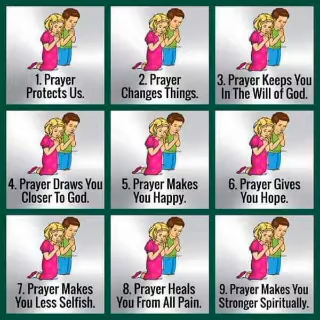 1. Prayer
Protects Us.
2. Prayer
Changes Things.
3. Prayer Keeps You
In The Will of God.
4. Prayer Draws You
Closer To God.
5. Prayer Makes
You Happy.
6. Prayer Gives
You Hope.
7. Prayer Makes
You Less Selfish.
8. Prayer Heals
You From All Pain.
9. Prayer Makes You
Stronger Spiritually.